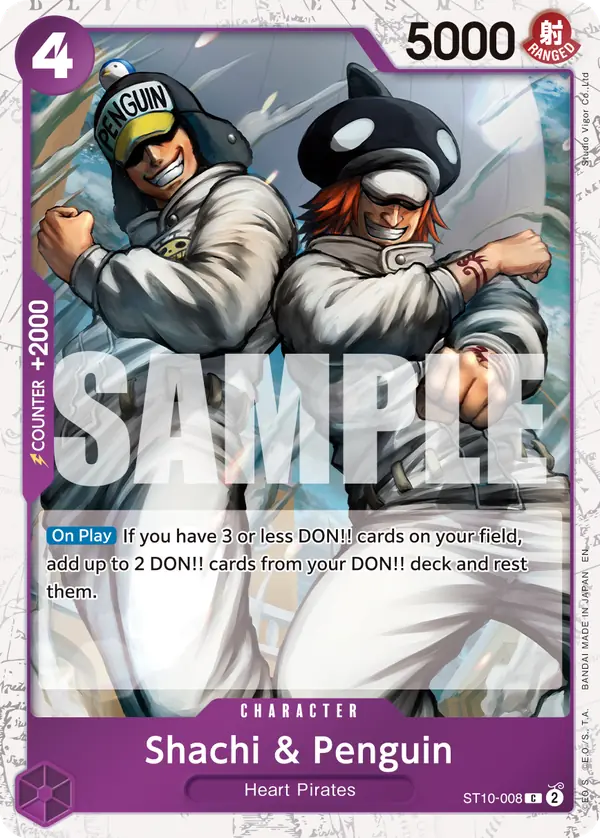 4
5000
射
RANGED
PENGUIN
Studio Vigor Co.,Ltd
COUNTER +2000
SAMPLE
On Play If you have 3 or less DON!! cards on your field,
add up to 2 DON!! cards from your DON!! deck and rest
them.
CHARACTER
Shachi & Penguin
Heart Pirates
ST10-008 C 2
©E.O./S. ©E.O./S.,T.A. BANDAI MADE IN JAPAN EN